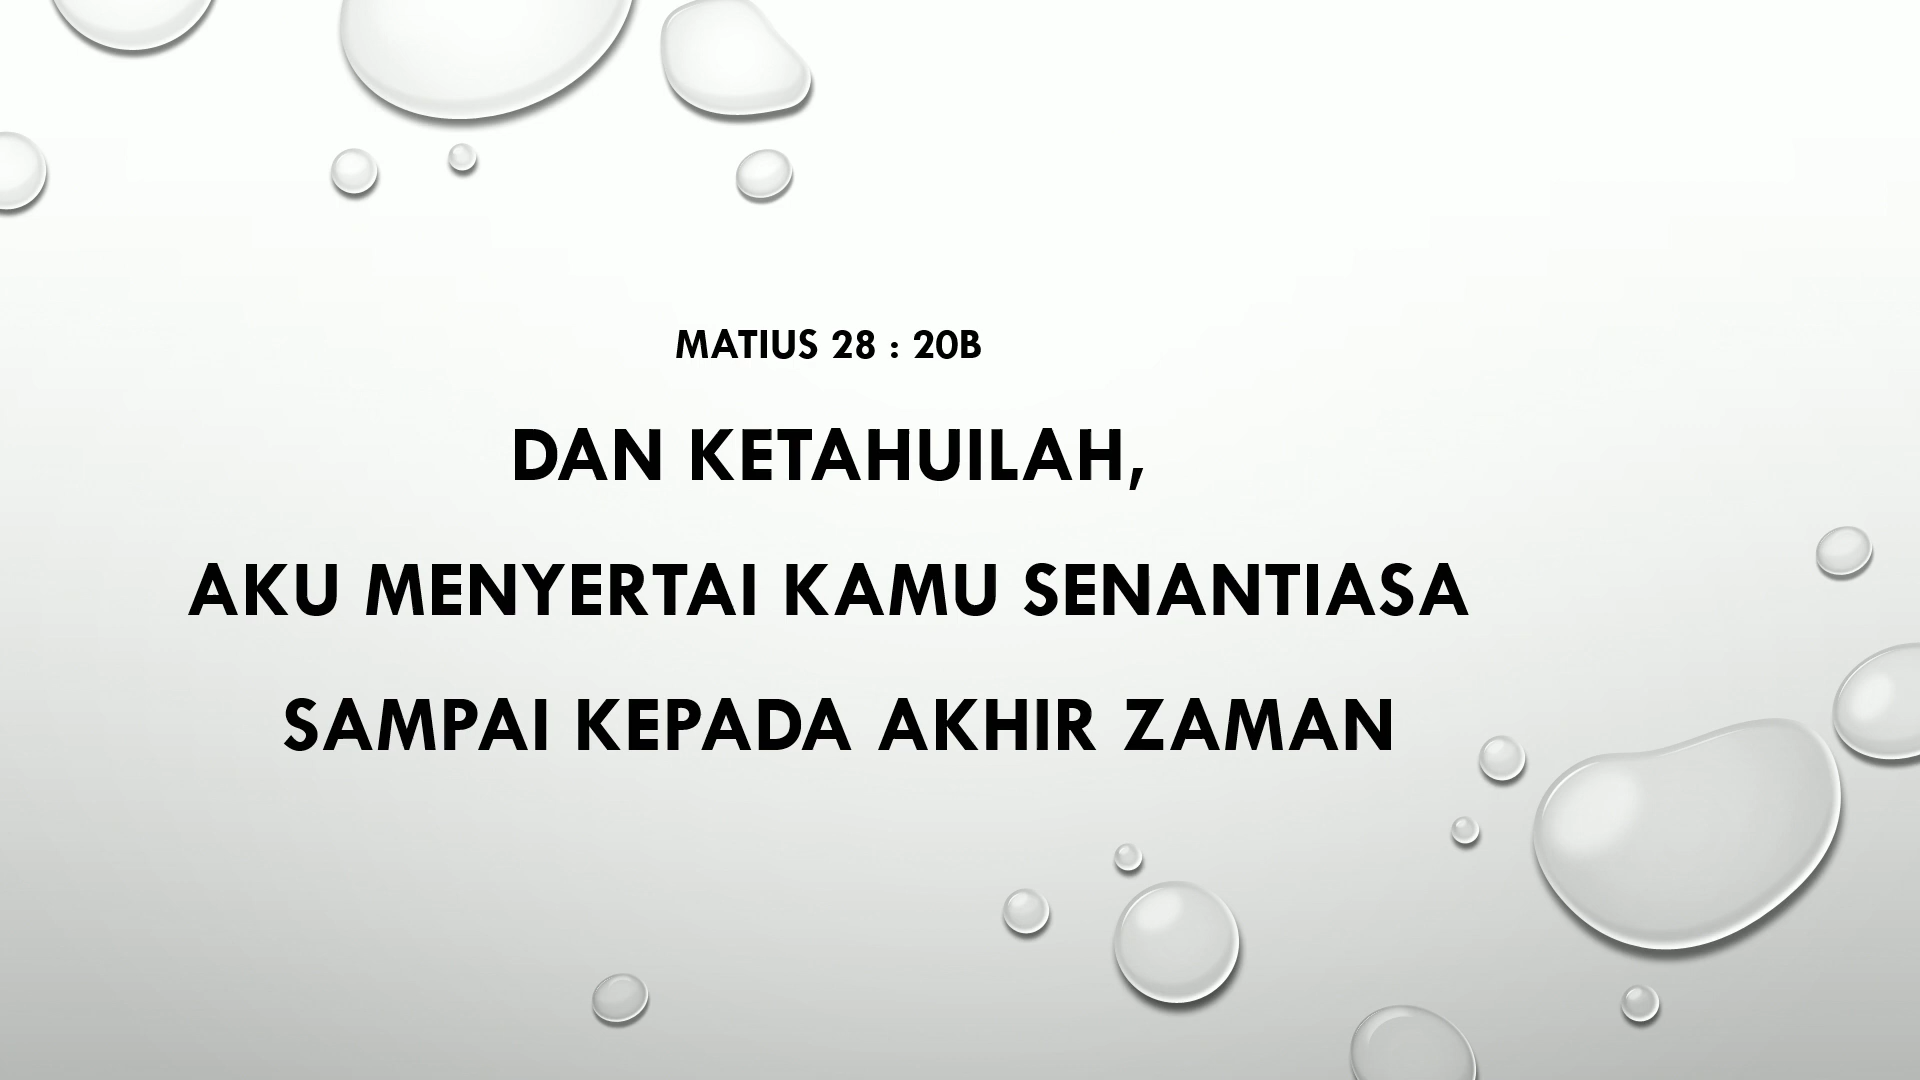 MATIUS 28 : 20B
DAN KETAHUILAH,
AKU MENYERTAI KAMU SENANTIASA
SAMPAI KEPADA AKHIR ZAMAN